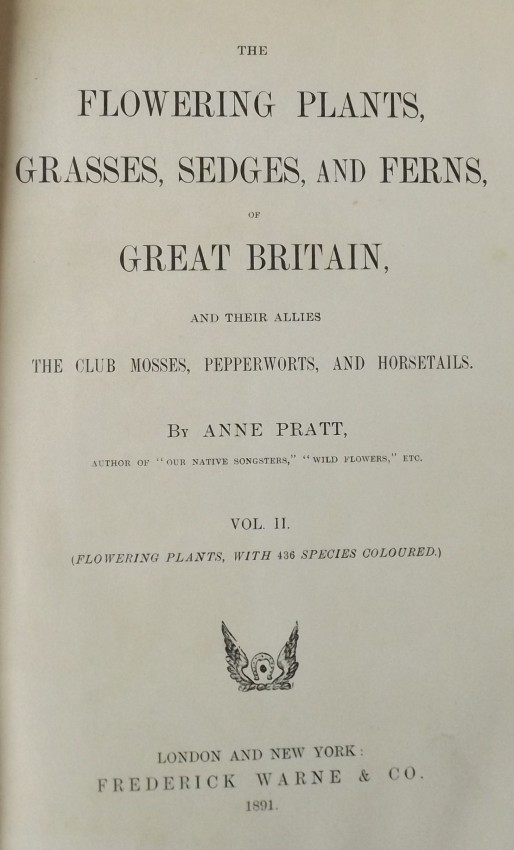 THE
FLOWERING PLANTS,
GRASSES, SEDGES, AND FERNS,
OF
GREAT BRITAIN,
AND THEIR ALLIES
THE CLUB MOSSES, PEPPERWORTS, AND HORSETAILS.
BY ANNE PRATT,
AUTHOR OF "OUR NATIVE SONGSTERS," "WILD FLOWERS," ETC.
VOL. II.
(FLOWERING PLANTS, WITH 436 SPECIES COLOURED.)
LONDON AND NEW YORK:
FREDERICK WARNE & CO.
1891.